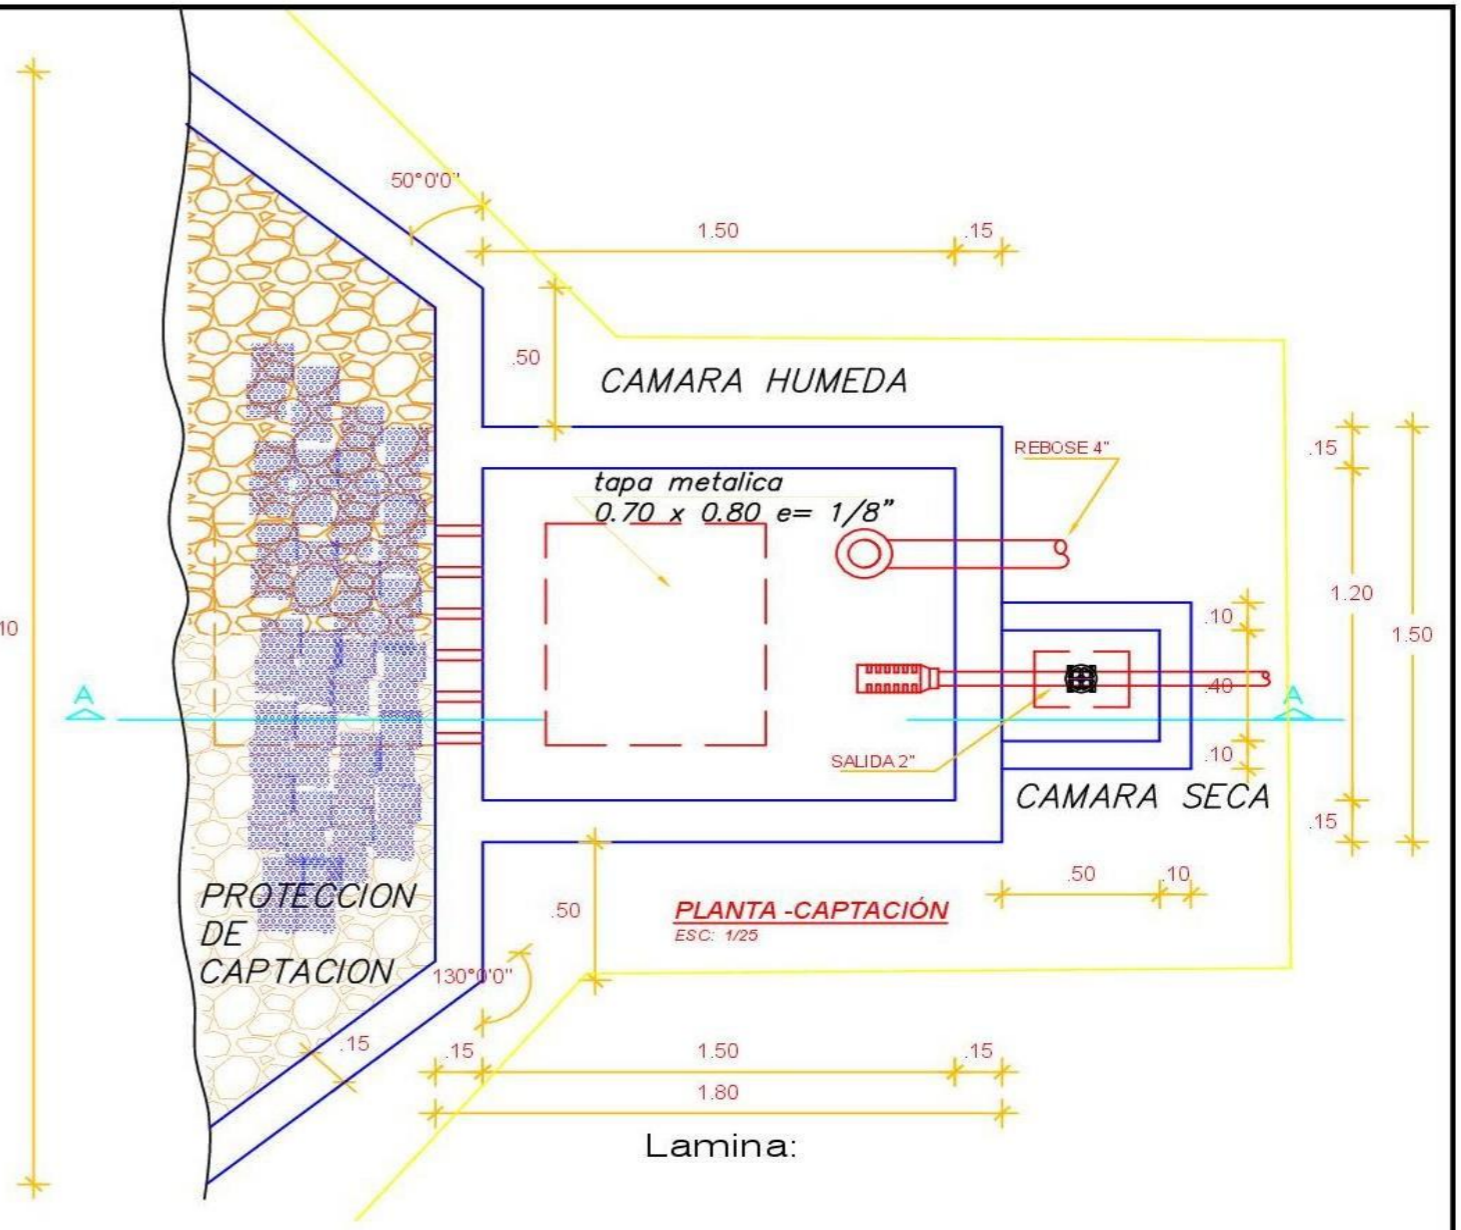 50°0'0"
1.50
.15
.50
CAMARA HUMEDA
REBOSE 4"
.15
tapa metalica
0.70 x 0.80 e= 1/8"
1.20
.10
10
1.50
.40
A
A
SALIDA 2"
.10
CAMARA SECA
.15
.50
.10
PROTECCION
DE
CAPTACION
.50
PLANTA -CAPTACIÓN
ESC: 1/25
130°0'0"
.15
.15
1.50
.15
1.80
Lamina: